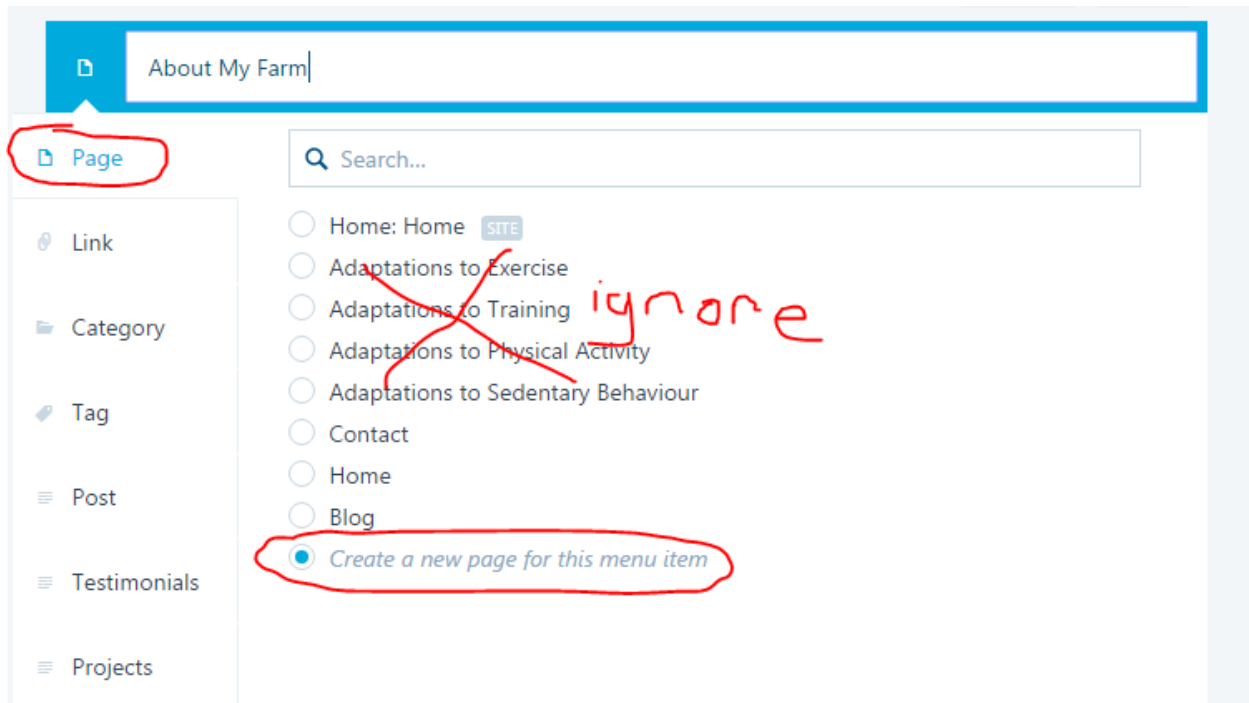 About My Farm
Page
Search...
Link
Category
Tag
Post
Testimonials
Projects
Home: Home SITE
Adaptations to Exercise
Adaptations to Training
Adaptations to Physical Activity
Adaptations to Sedentary Behaviour
Contact
Home
Blog
Create a new page for this menu item
ignore